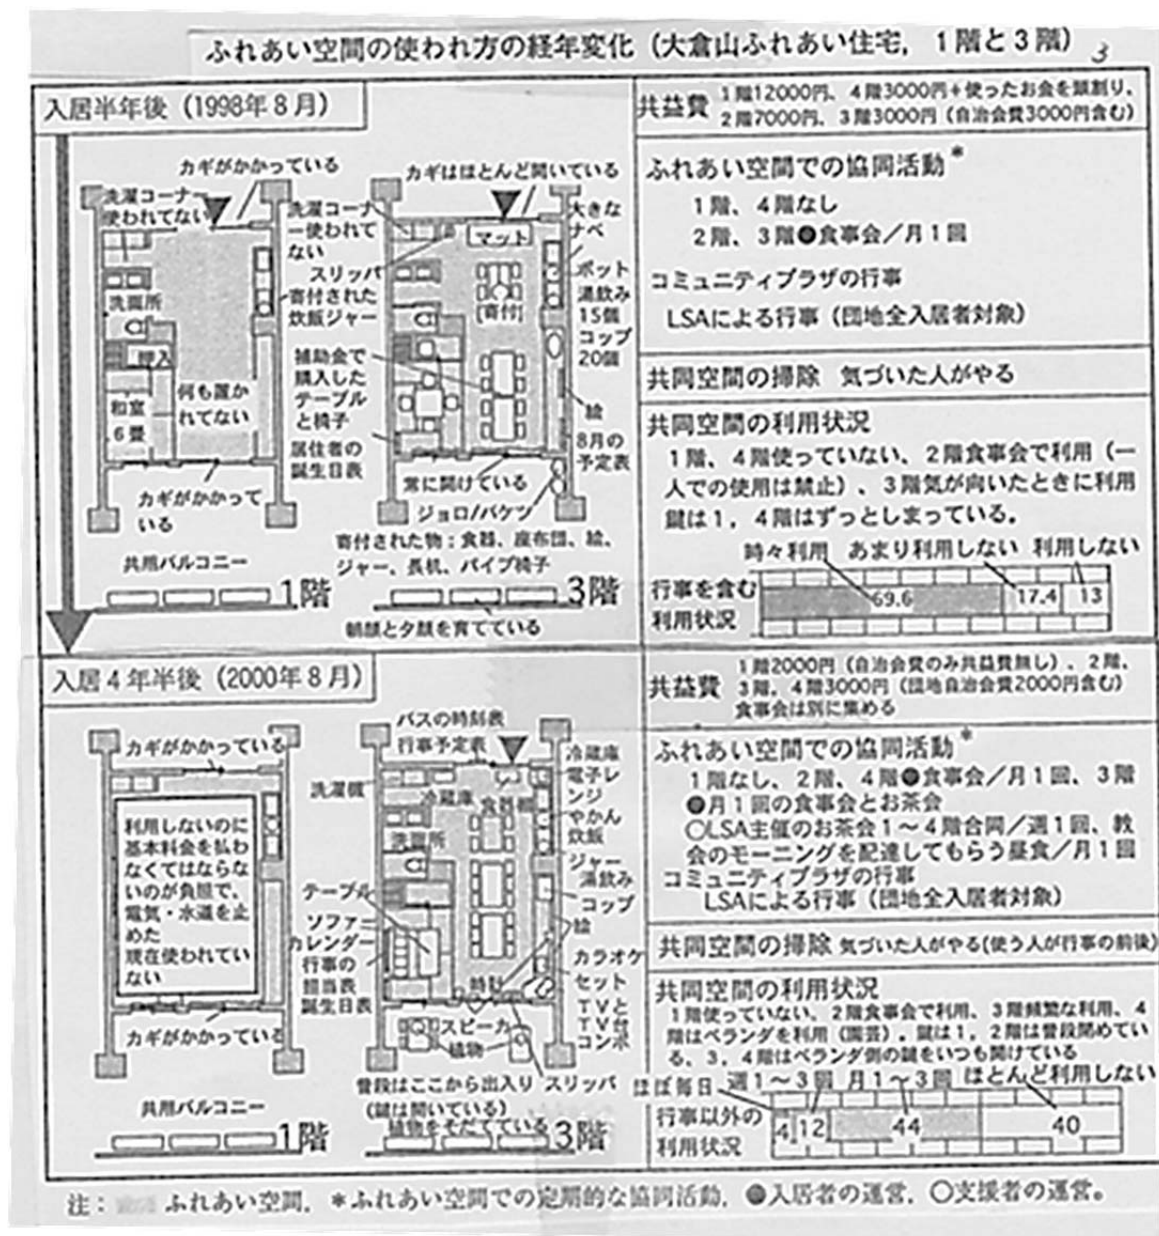 ふれあい空間の使われ方の経年変化（大倉山ふれあい住宅，1階と3階）
3
入居半年後（1998年8月）
カギがかかっている
洗濯コーナー
使われてない
洗面所
押入
和室
6畳
何も置か
れてない
カギがかかって
いる
共用バルコニー
1階
カギはほとんど開いている
洗濯コーナ
ー使われて
ない
スリッパ
寄付された
炊飯ジャー
マット
[寄付]
大きな
ナベ
ポット
湯飲み
15個
コップ
20個
補助金で
購入した
テーブル
と椅子
居住者の
誕生日表
絵
8月の
予定表
常に開けている
ジョロ/バケツ
寄付された物：食器、座布団、絵、
ジャー、長机、パイプ椅子
3階
朝顔と夕顔を育てている
共益費
1階12000円、4階3000円+使ったお金を頭割り、
2階7000円、3階3000円（自治会費3000円含む）
ふれあい空間での協同活動*
1階、4階なし
2階、3階●食事会／月1回
コミュニティプラザの行事
LSAによる行事（団地全入居者対象）
共同空間の掃除 気づいた人がやる
共同空間の利用状況
1階、4階使っていない、2階食事会で利用（一
人での使用は禁止）、3階気が向いたときに利用
鍵は1，4階はずっとしまっている。
時々利用 あまり利用しない 利用しない
行事を含む
利用状況
69.6 17.4 13
入居4年半後（2000年8月）
カギがかかっている
利用しないのに
基本料金を払わ
なくてはならな
いのが負担で、
電気・水道を止
めた
現在使われてい
ない
カギがかかっている
共用バルコニー
1階
バスの時刻表
行事予定表
洗濯機
冷蔵庫
食器棚
洗面所
冷蔵庫
電子レ
ンジ
やかん
炊飯
ジャー
湯飲み
コップ
絵
テーブル
ソファ
カレンダー
行事の
担当表
誕生日表
時計
カラオケ
セット
TVと
TV台
コンポ
スピーカ
植物
普段はここから出入り
(鍵は開いている)
スリッパ
植物をそだてている
3階
共益費
1階2000円（自治会費のみ共益費無し）、2階、
3階，4階3000円（団地自治会費2000円含む）
食事会は別に集める
ふれあい空間での協同活動*
1階なし、2階、4階●食事会／月1回、3階
●月1回の食事会とお茶会
○LSA主催のお茶会1～4階合同／週1回、教
会のモーニングを配達してもらう昼食／月1回
コミュニティプラザの行事
LSAによる行事（団地全入居者対象）
共同空間の掃除 気づいた人がやる(使う人が行事の前後)
共同空間の利用状況
1階使っていない、2階食事会で利用、3階頻繁な利用、4
階はベランダを利用（園芸）．鍵は1，2階は普段閉めてい
る、3，4階はベランダ側の鍵をいつも開けている
ほぼ毎日 週1～3回 月1～3回 ほとんど利用しない
行事以外の
利用状況
4 12 44 40
注： ふれあい空間，＊ふれあい空間での定期的な協同活動，●入居者の運営，○支援者の運営。